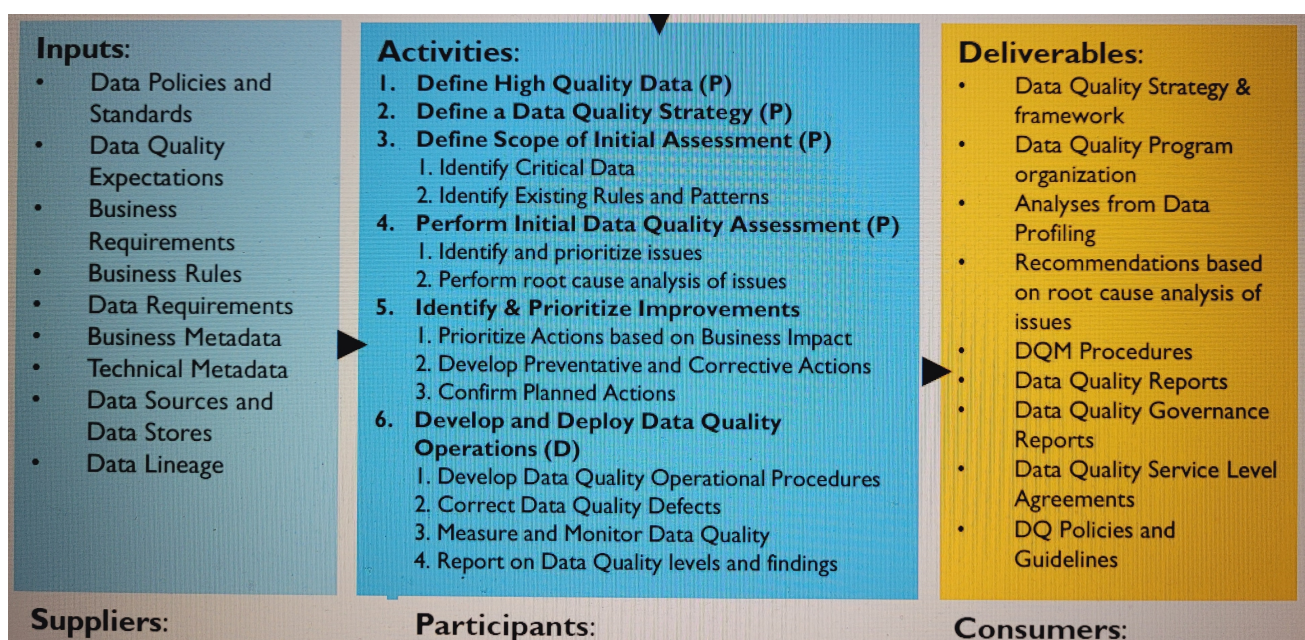 Inputs:
• Data Policies and
Standards
• Data Quality
Expectations
• Business
Requirements
• Business Rules
• Data Requirements
• Business Metadata
• Technical Metadata
• Data Sources and
Data Stores
• Data Lineage
Suppliers:
Activities:
1. Define High Quality Data (P)
2. Define a Data Quality Strategy (P)
3. Define Scope of Initial Assessment (P)
1. Identify Critical Data
2. Identify Existing Rules and Patterns
4. Perform Initial Data Quality Assessment (P)
1. Identify and prioritize issues
2. Perform root cause analysis of issues
5. Identify & Prioritize Improvements
1. Prioritize Actions based on Business Impact
2. Develop Preventative and Corrective Actions
3. Confirm Planned Actions
6. Develop and Deploy Data Quality
Operations (D)
1. Develop Data Quality Operational Procedures
2. Correct Data Quality Defects
3. Measure and Monitor Data Quality
4. Report on Data Quality levels and findings
Participants:
Deliverables:
• Data Quality Strategy &
framework
• Data Quality Program
organization
• Analyses from Data
Profiling
• Recommendations based
on root cause analysis of
issues
• DQM Procedures
• Data Quality Reports
• Data Quality Governance
Reports
• Data Quality Service Level
Agreements
• DQ Policies and
Guidelines
Consumers: